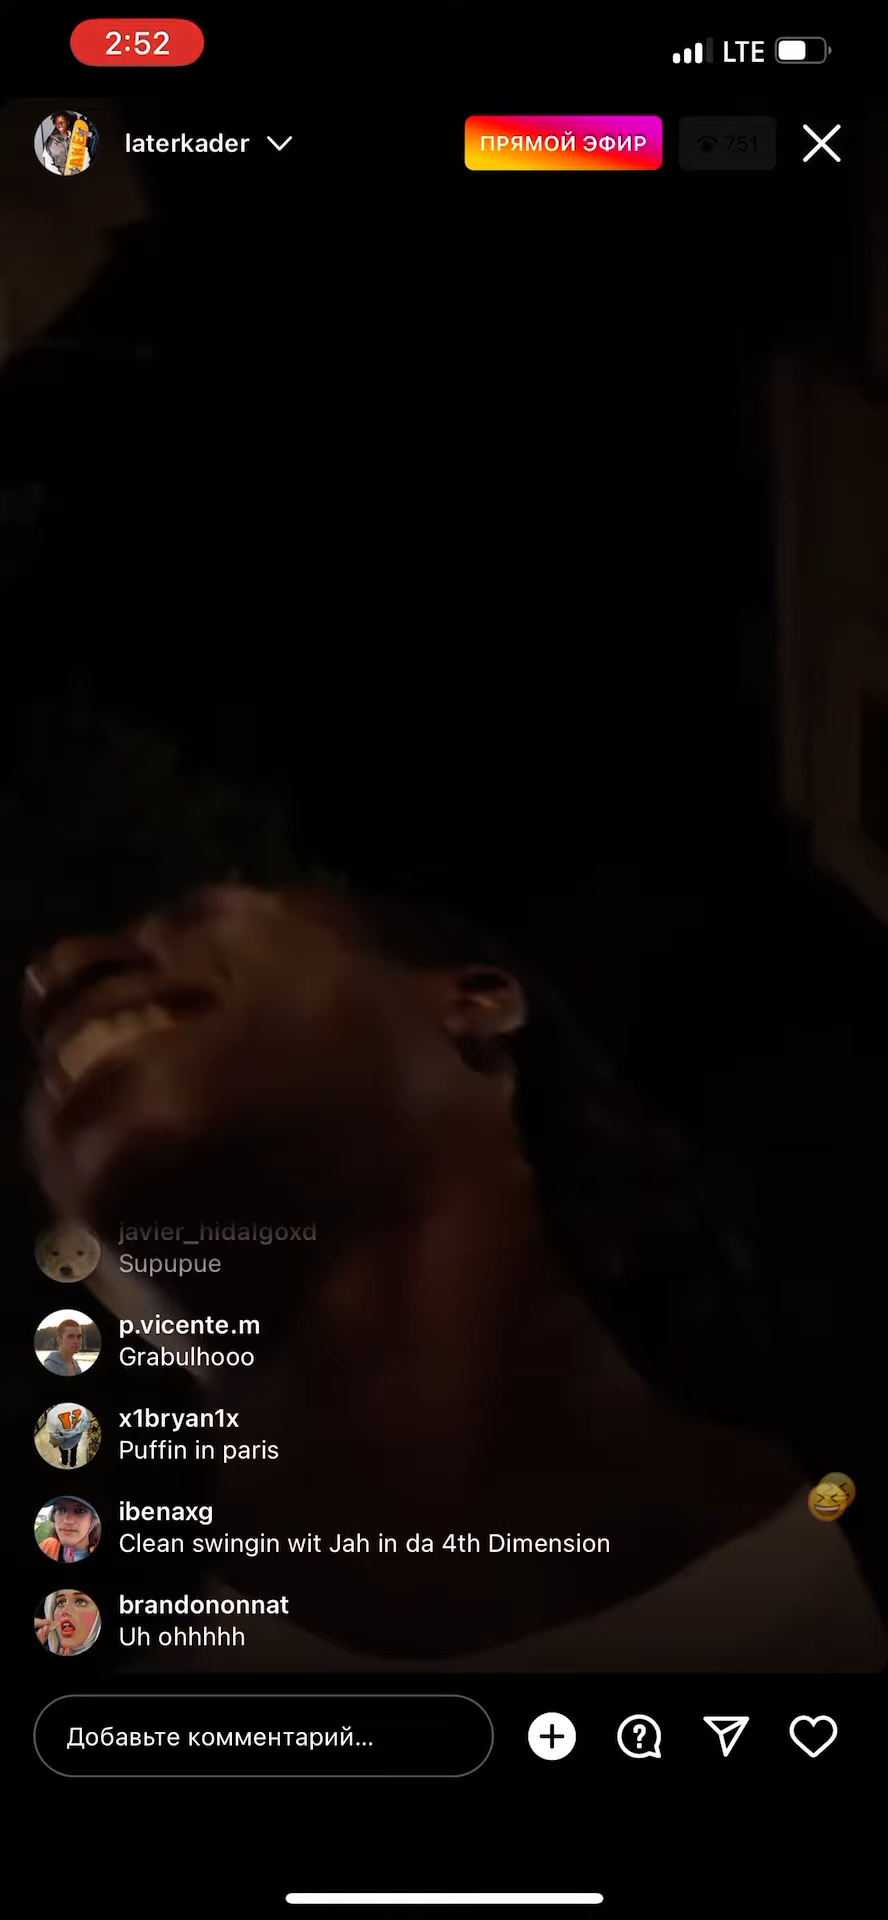 2:52
LTE
laterkader
ПРЯМОЙ ЭФИР
751
javier_hidalgoxd
Supupue
p.vicente.m
Grabulhooo
x1bryan1x
Puffin in paris
ibenaxg
Clean swingin wit Jah in da 4th Dimension
brandononnat
Uh ohhhhh
Добавьте комментарий...